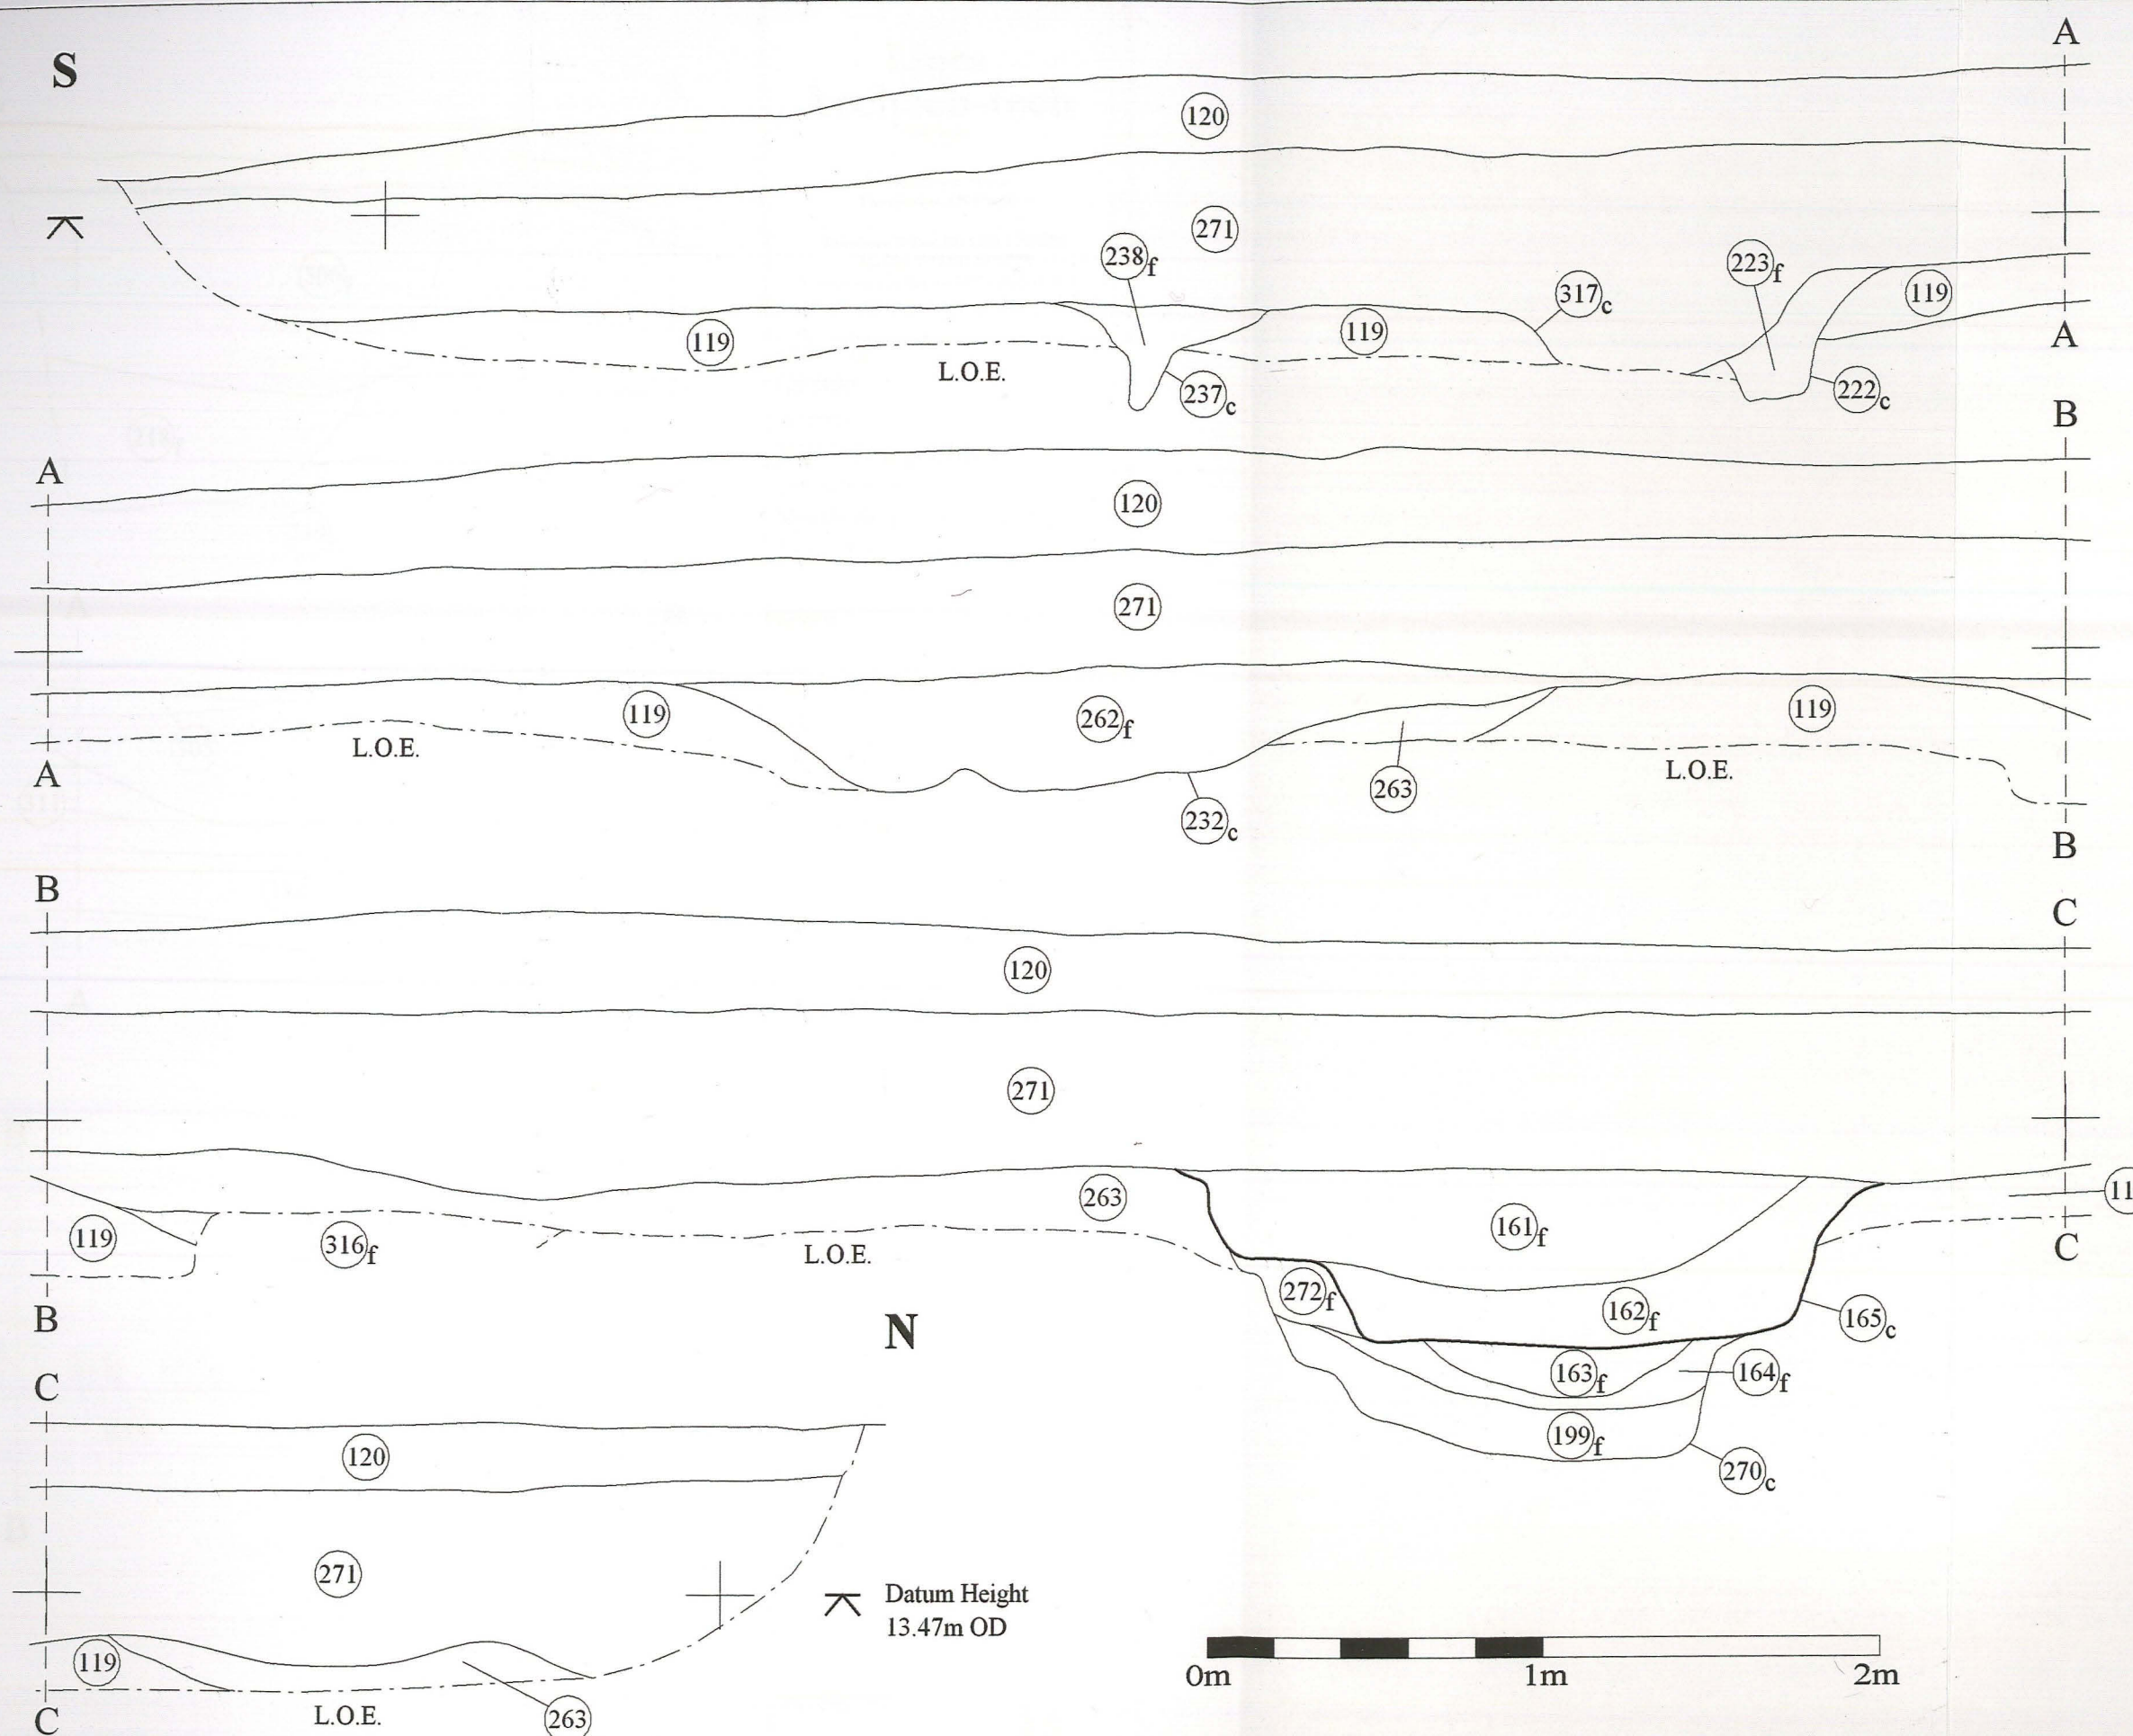 S
A
120
271
238f
223f
317c
119
119
119
L.O.E.
237c
222c
A
B
A
120
271
119
262f
119
L.O.E.
263
L.O.E.
232c
A
B
B
C
120
271
263
161f
119
316f
L.O.E.
272f
162f
165c
C
B
N
163f
164f
199f
270c
C
120
271
Datum Height
13.47m OD
119
L.O.E.
263
C
0m 1m 2m